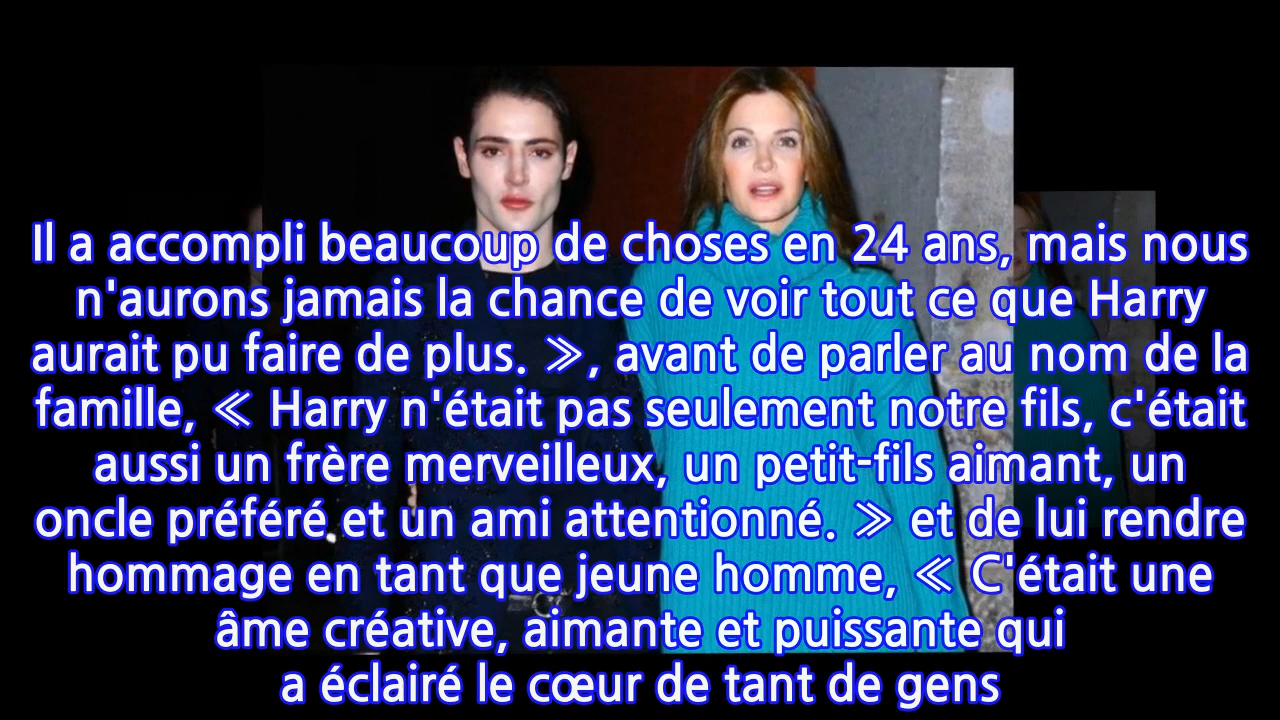 Il a accompli beaucoup de choses en 24 ans, mais nous
n'aurons jamais la chance de voir tout ce que Harry
aurait pu faire de plus. ≫, avant de parler au nom de la
famille, ≪ Harry n'était pas seulement notre fils, c'était
aussi un frère merveilleux, un petit-fils aimant, un
oncle préféré et un ami attentionné. ≫ et de lui rendre
hommage en tant que jeune homme, ≪ C'était une
âme créative, aimante et puissante qui
a éclairé le cœur de tant de gens